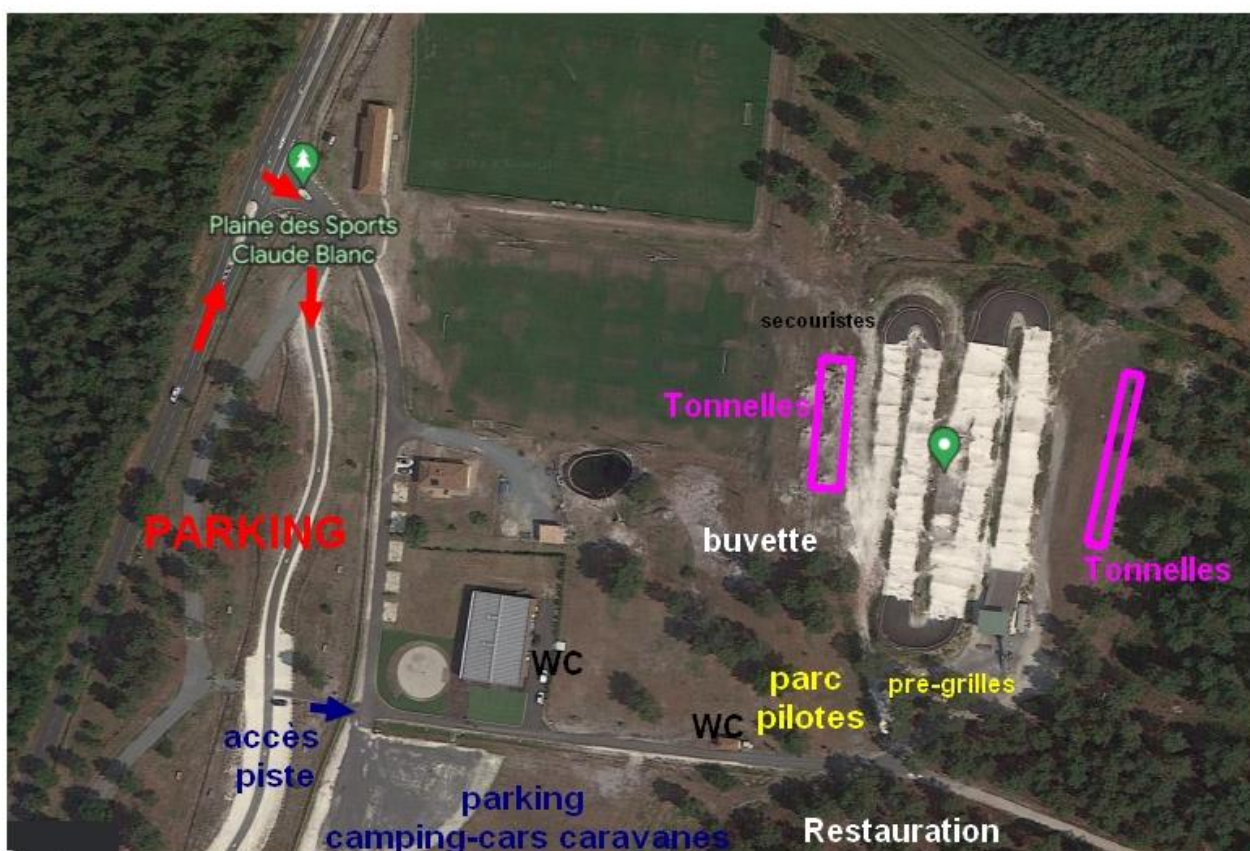 Plaine des Sports
Claude Blanc
secouristes
Tonnelles
PARKING
buvette
Tonnelles
WC
parc
pilotes
pré-grilles
WC
accès
piste
parking
camping-cars caravanes
Restauration